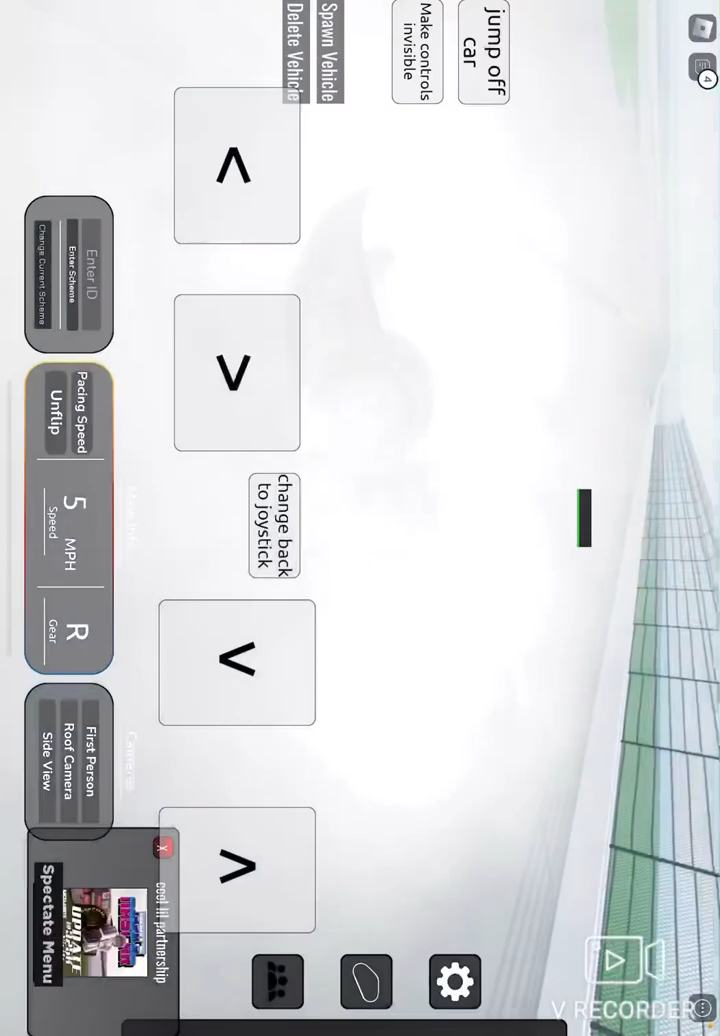 4
jump off
car
Make controls
invisible
Spawn Vehicle
Delete Vehicle
<
>
change back
to joystick
V
Λ
Enter ID
Enter Scheme
Change Current Scheme
Pacing Speed
Unflip
5 MPH
Speed
R
Gear
Cameras
First Person
Roof Camera
Side View
X
cool lil partnership
UPDATE
Spectate Menu
V RECORDER